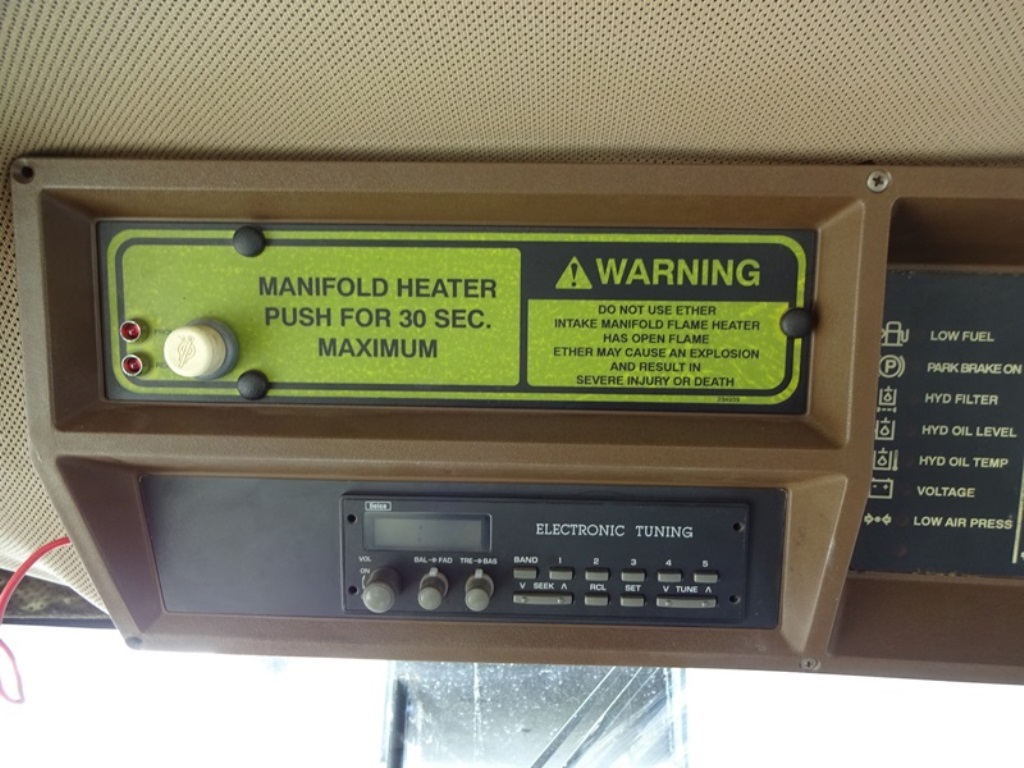 MANIFOLD HEATER
PUSH FOR 30 SEC.
MAXIMUM
WARNING
DO NOT USE ETHER
INTAKE MANIFOLD FLAME HEATER
HAS OPEN FLAME
ETHER MAY CAUSE AN EXPLOSION
AND RESULT IN
SEVERE INJURY OR DEATH
LOW FUEL
P PARK BRAKE ON
HYD FILTER
HYD OIL LEVEL
HYD OIL TEMP
VOLTAGE
LOW AIR PRESS
Delco
ELECTRONIC TUNING
VOL BAL→FAD TRE→BAS
ON
BAND 1 2 3 4 5
V SEEK Λ RCL SET V TUNE Λ